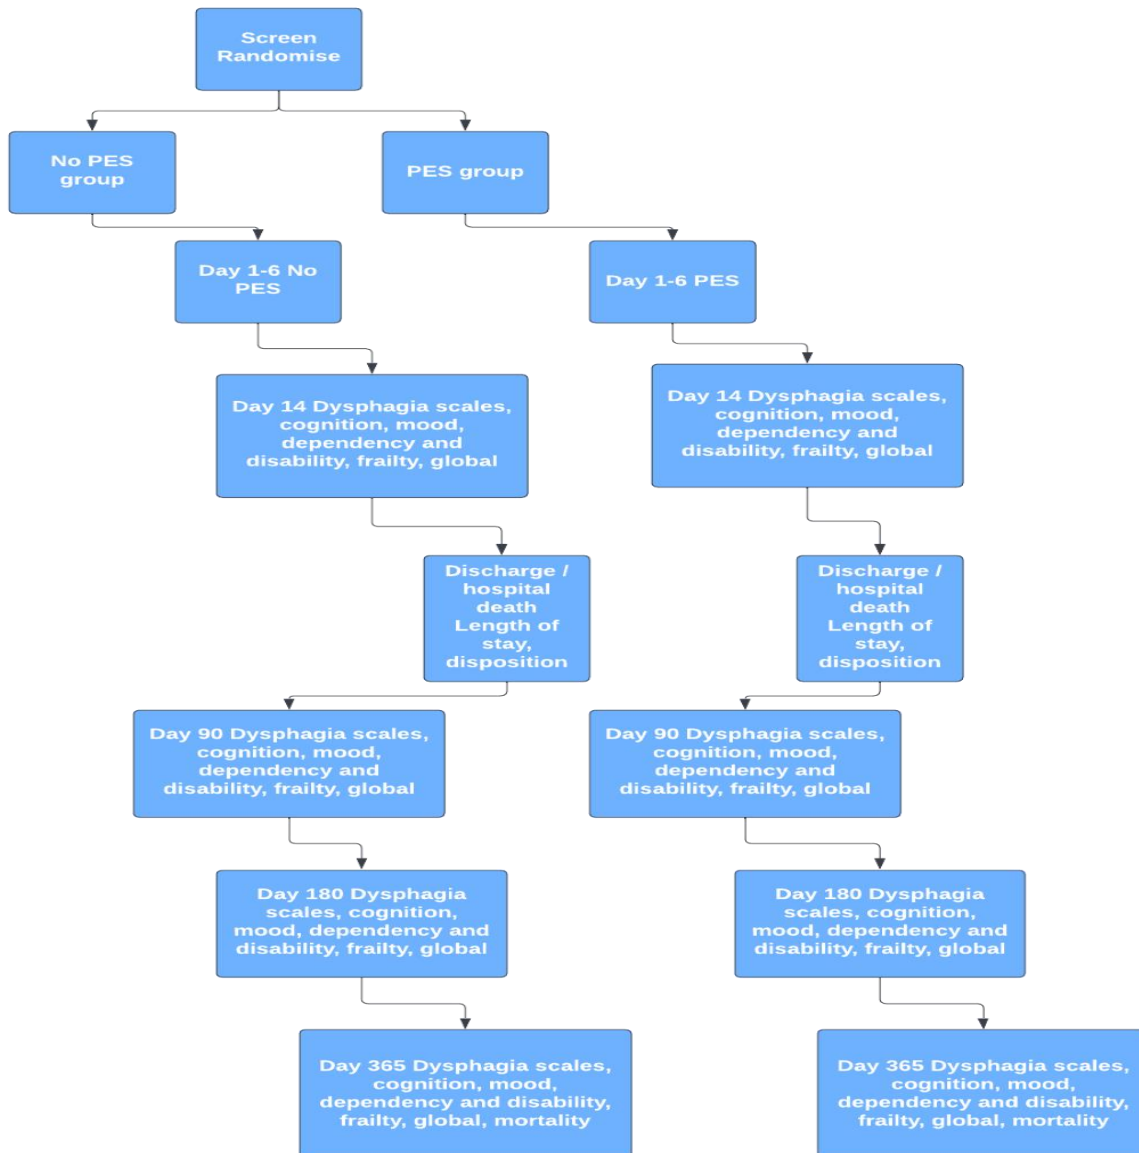 Screen
Randomise
No PES
group
PES group
Day 1-6 No
PES
Day 1-6 PES
Day 14 Dysphagia scales,
cognition, mood,
dependency and
disability, frailty, global
Day 14 Dysphagia scales,
cognition, mood,
dependency and
disability, frailty, global
Discharge /
hospital
death
Length of
stay,
disposition
Discharge /
hospital
death
Length of
stay,
disposition
Day 90 Dysphagia scales,
cognition, mood,
dependency and
disability, frailty, global
Day 90 Dysphagia scales,
cognition, mood,
dependency and
disability, frailty, global
Day 180 Dysphagia
scales, cognition,
mood, dependency and
disability, frailty, global
Day 180 Dysphagia
scales, cognition,
mood, dependency and
disability, frailty, global
Day 365 Dysphagia scales,
cognition, mood,
dependency and disability,
frailty, global, mortality
Day 365 Dysphagia scales,
cognition, mood,
dependency and disability,
frailty, global, mortality